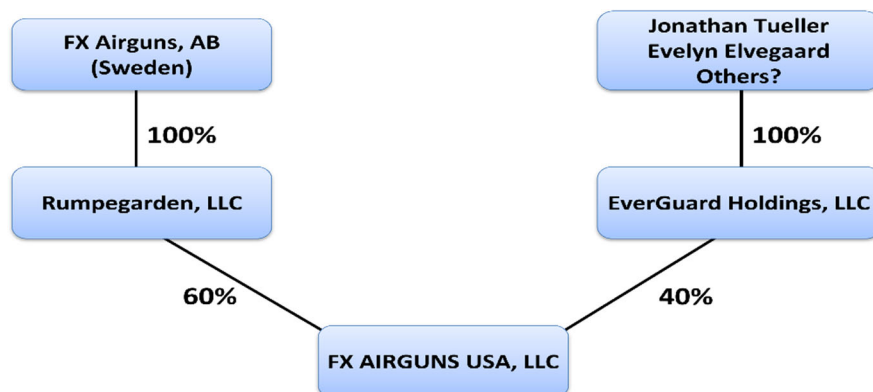 FX Airguns, AB
(Sweden)
Jonathan Tueller
Evelyn Elvegaard
Others?
100%
100%
Rumpegarden, LLC
EverGuard Holdings, LLC
60%
40%
FX AIRGUNS USA, LLC